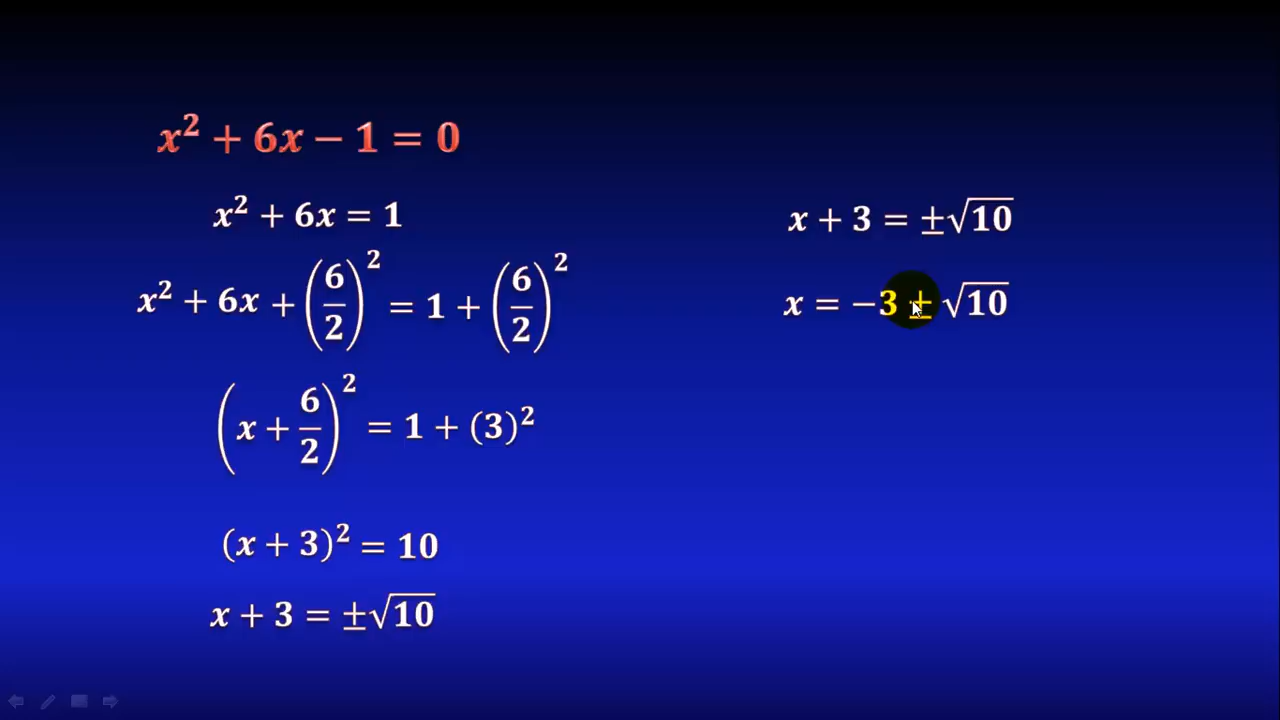 x² + 6x − 1 = 0
x² + 6x = 1
x² + 6x + (6/2)² = 1 + (6/2)²
(x + 6/2)² = 1 + (3)²
(x + 3)² = 10
x + 3 = ±√10
x + 3 = ±√10
x = −3 ± √10